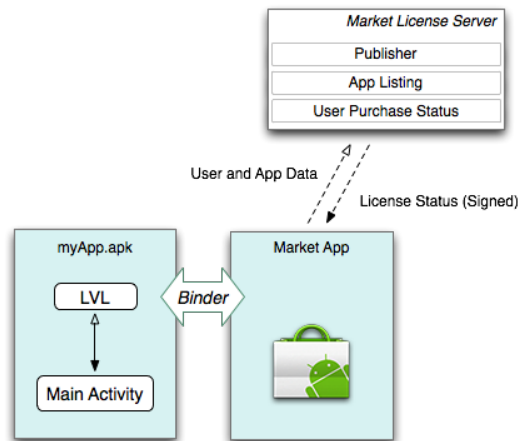 Market License Server
Publisher
App Listing
User Purchase Status
User and App Data
License Status (Signed)
myApp.apk
Market App
LVL
Binder
Main Activity